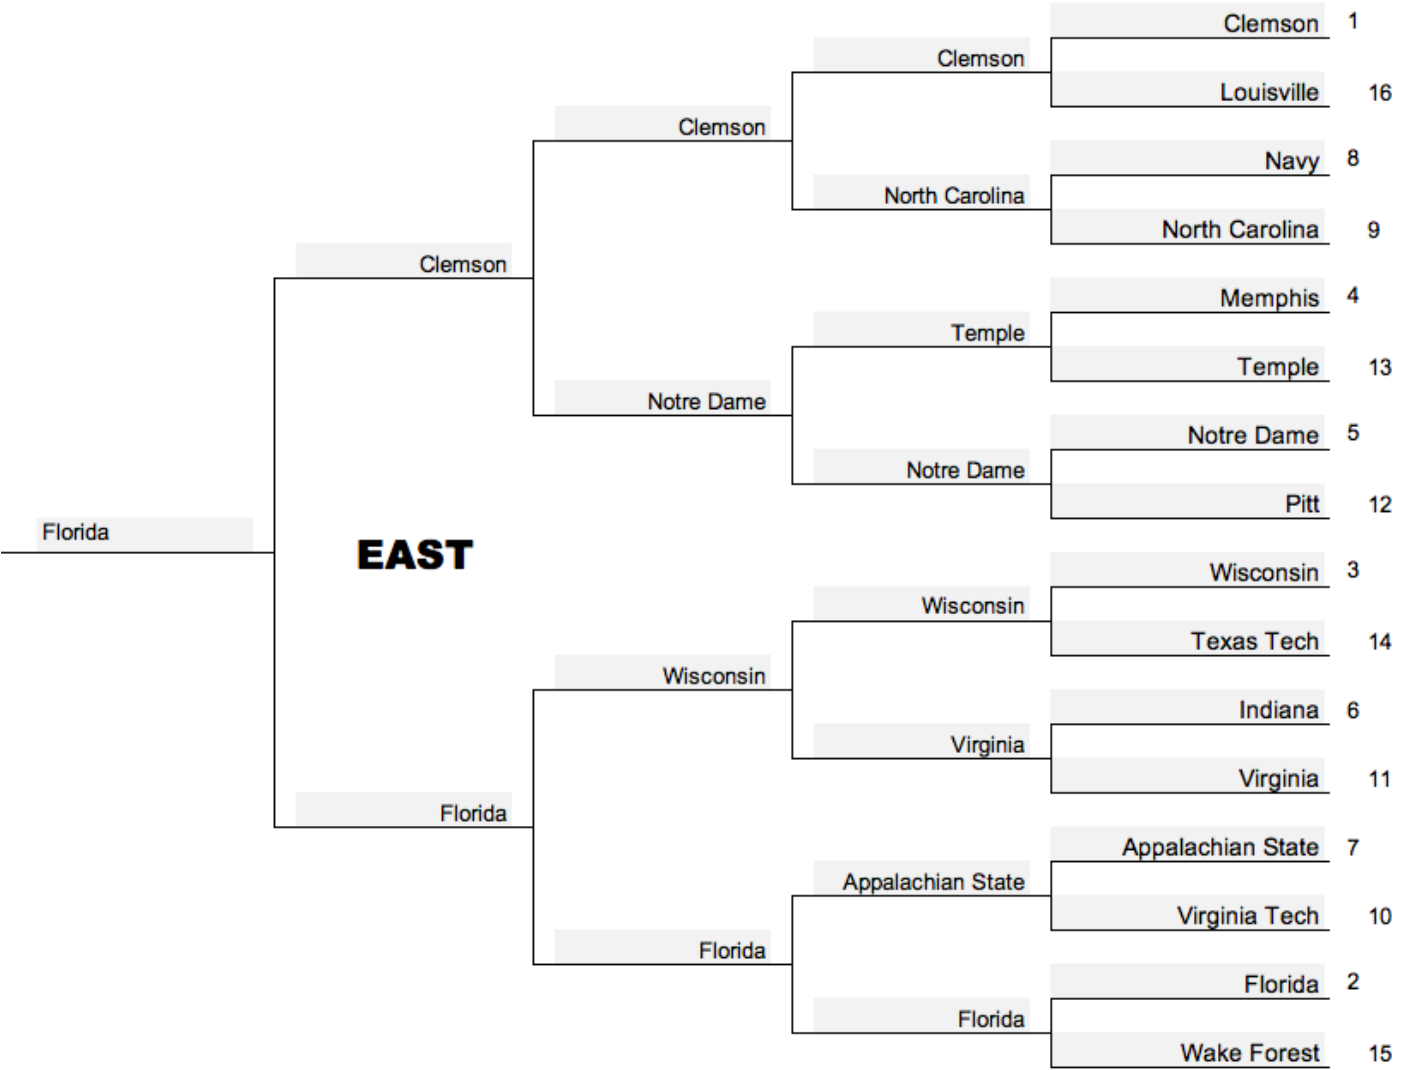 Clemson 1
Clemson
Louisville 16
Clemson
Navy 8
North Carolina
North Carolina 9
Clemson
Memphis 4
Temple
Temple 13
Notre Dame
Notre Dame 5
Notre Dame
Pitt 12
Florida
EAST
Wisconsin 3
Wisconsin
Texas Tech 14
Wisconsin
Indiana 6
Virginia
Virginia 11
Florida
Appalachian State 7
Appalachian State
Virginia Tech 10
Florida
Florida 2
Florida
Wake Forest 15